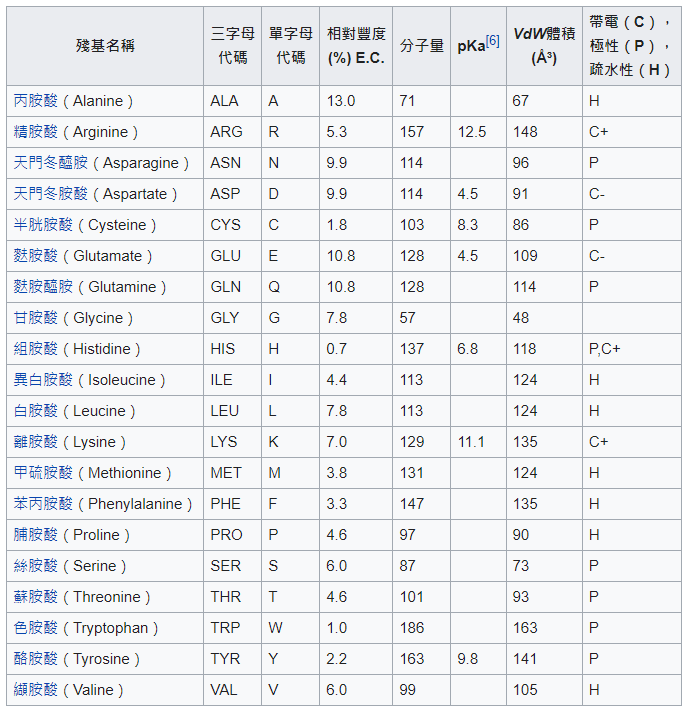 殘基名稱 三字母代碼 單字母代碼 相對豐度(%) E.C. 分子量 pKa[6] VdW體積(Å³) 帶電（C），極性（P），疏水性（H）
丙胺酸（Alanine） ALA A 13.0 71 67 H
精胺酸（Arginine） ARG R 5.3 157 12.5 148 C+
天門冬醯胺（Asparagine） ASN N 9.9 114 96 P
天門冬胺酸（Aspartate） ASP D 9.9 114 4.5 91 C-
半胱胺酸（Cysteine） CYS C 1.8 103 8.3 86 P
麩胺酸（Glutamate） GLU E 10.8 128 4.5 109 C-
麩胺醯胺（Glutamine） GLN Q 10.8 128 114 P
甘胺酸（Glycine） GLY G 7.8 57 48
組胺酸（Histidine） HIS H 0.7 137 6.8 118 P,C+
異白胺酸（Isoleucine） ILE I 4.4 113 124 H
白胺酸（Leucine） LEU L 7.8 113 124 H
離胺酸（Lysine） LYS K 7.0 129 11.1 135 C+
甲硫胺酸（Methionine） MET M 3.8 131 124 H
苯丙胺酸（Phenylalanine） PHE F 3.3 147 135 H
脯胺酸（Proline） PRO P 4.6 97 90 H
絲胺酸（Serine） SER S 6.0 87 73 P
蘇胺酸（Threonine） THR T 4.6 101 93 P
色胺酸（Tryptophan） TRP W 1.0 186 163 P
酪胺酸（Tyrosine） TYR Y 2.2 163 9.8 141 P
纈胺酸（Valine） VAL V 6.0 99 105 H